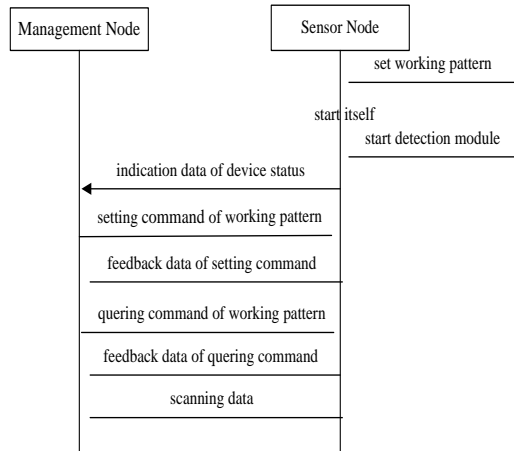 Management Node
Sensor Node
set working pattern
start itself
start detection module
indication data of device status
setting command of working pattern
feedback data of setting command
quering command of working pattern
feedback data of quering command
scanning data